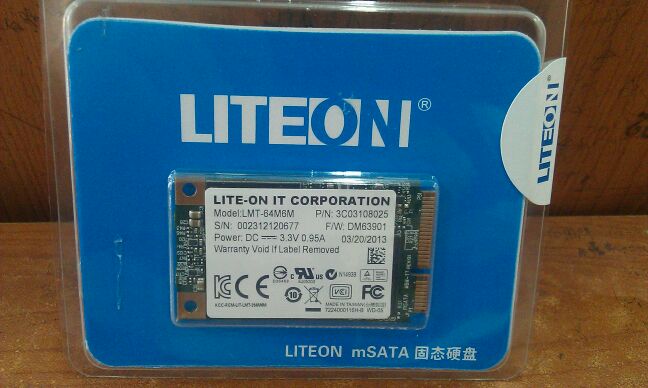 LITEON®
LITEON
LITE-ON IT CORPORATION
Model:LMT-64M6M P/N: 3C03108025
S/N: 002312120677 F/W: DM63901
Power: DC 3.3V 0.95A 03/20/2013
Warranty Void If Label Removed
N14939
MADE IN TAIWAN
LITEON mSATA 固态硬盘